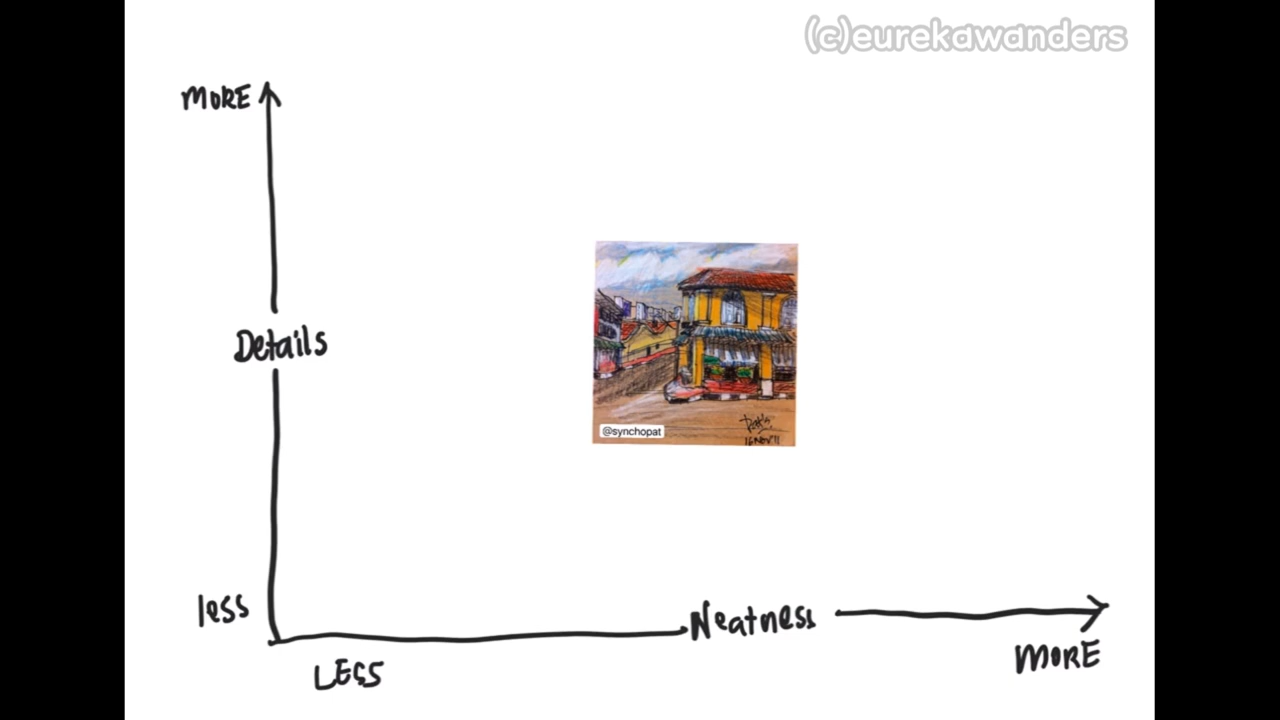 (c)eurekawanders
MORE
Details
@synchopat
less
Neatness
LESS
MORE